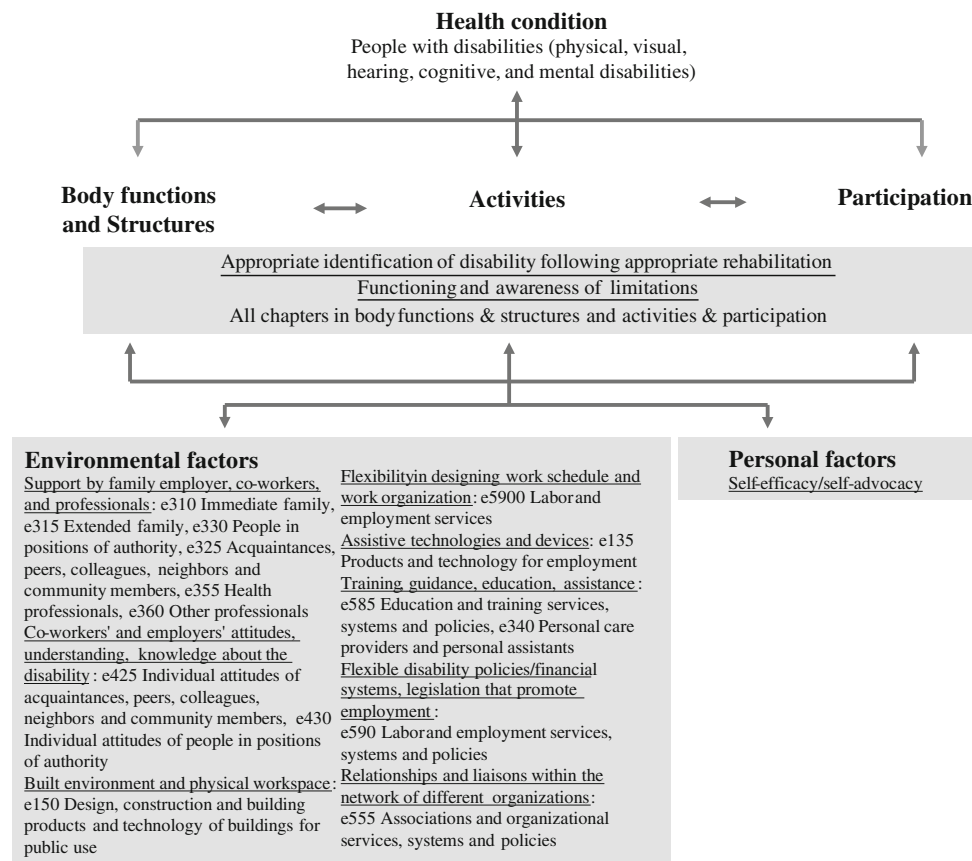 Health condition
People with disabilities (physical, visual,
hearing, cognitive, and mental disabilities)
Body functions
and Structures
Activities
Participation
Appropriate identification of disability following appropriate rehabilitation
Functioning and awareness of limitations
All chapters in body functions & structures and activities & participation
Environmental factors
Support by family employer, co-workers,
and professionals: e310 Immediate family,
e315 Extended family, e330 People in
positions of authority, e325 Acquaintances,
peers, colleagues, neighbors and
community members, e355 Health
professionals, e360 Other professionals
Co-workers' and employers' attitudes,
understanding, knowledge about the
disability: e425 Individual attitudes of
acquaintances, peers, colleagues,
neighbors and community members, e430
Individual attitudes of people in positions
of authority
Built environment and physical workspace:
e150 Design, construction and building
products and technology of buildings for
public use
Flexibilityin designing work schedule and
work organization: e5900 Labor and
employment services
Assistive technologies and devices: e135
Products and technology for employment
Training, guidance, education, assistance:
e585 Education and training services,
systems and policies, e340 Personal care
providers and personal assistants
Flexible disability policies/financial
systems, legislation that promote
employment:
e590 Labor and employment services,
systems and policies
Relationships and liaisons within the
network of different organizations:
e555 Associations and organizational
services, systems and policies
Personal factors
Self-efficacy/self-advocacy